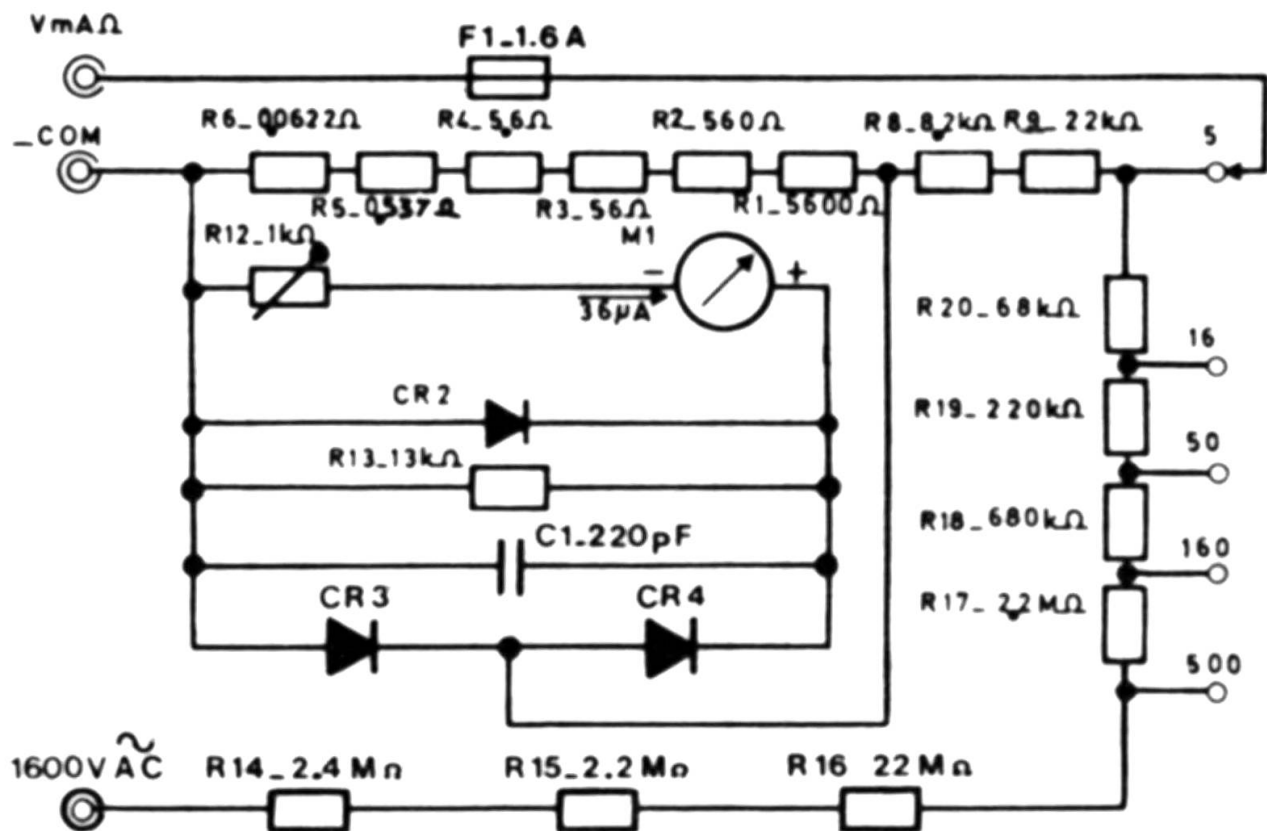 VmAΩ
F1_1.6A
_COM
R6_0.0622Ω
R4_5.6Ω
R2_560Ω
R8_8.2kΩ
R9_22kΩ
5
R5_0.537Ω
R3_56Ω
R1_5600Ω
R12_1kΩ
M1
–
+
36μA
R20_68kΩ
16
CR2
R19_220kΩ
50
R13_13kΩ
C1_220pF
R18_680kΩ
160
CR3
CR4
R17_2.2MΩ
500
~
1600V AC
R14_2.4MΩ
R15_2.2MΩ
R16 22MΩ